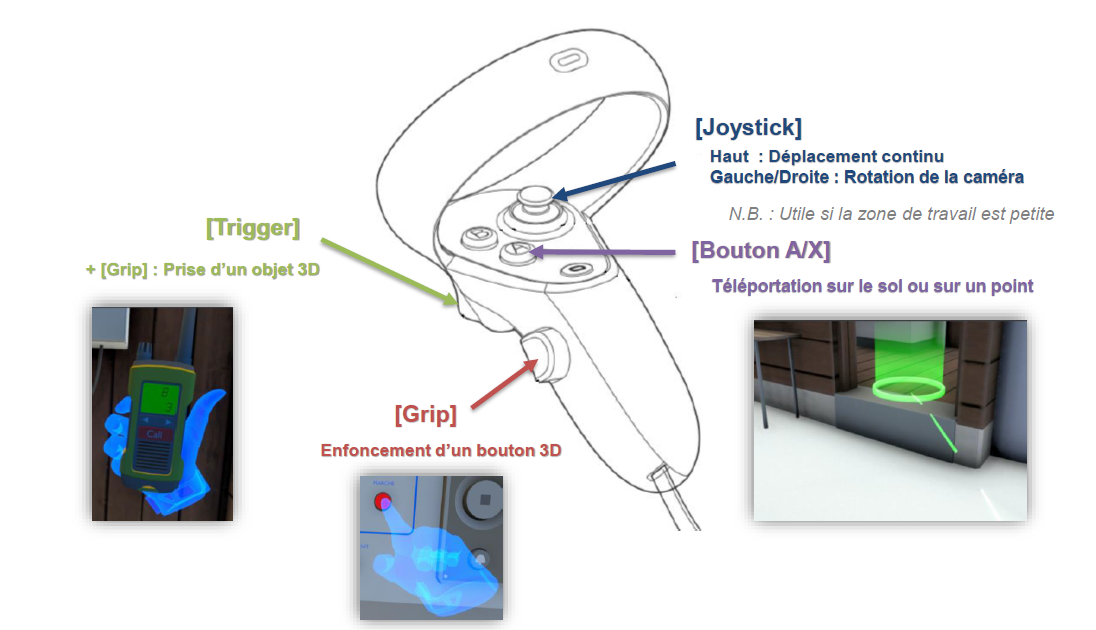 [Joystick]
Haut : Déplacement continu
Gauche/Droite : Rotation de la caméra
N.B. : Utile si la zone de travail est petite
[Trigger]
+ [Grip] : Prise d'un objet 3D
[Bouton A/X]
Téléportation sur le sol ou sur un point
8
3
Call
[Grip]
Enfoncement d'un bouton 3D